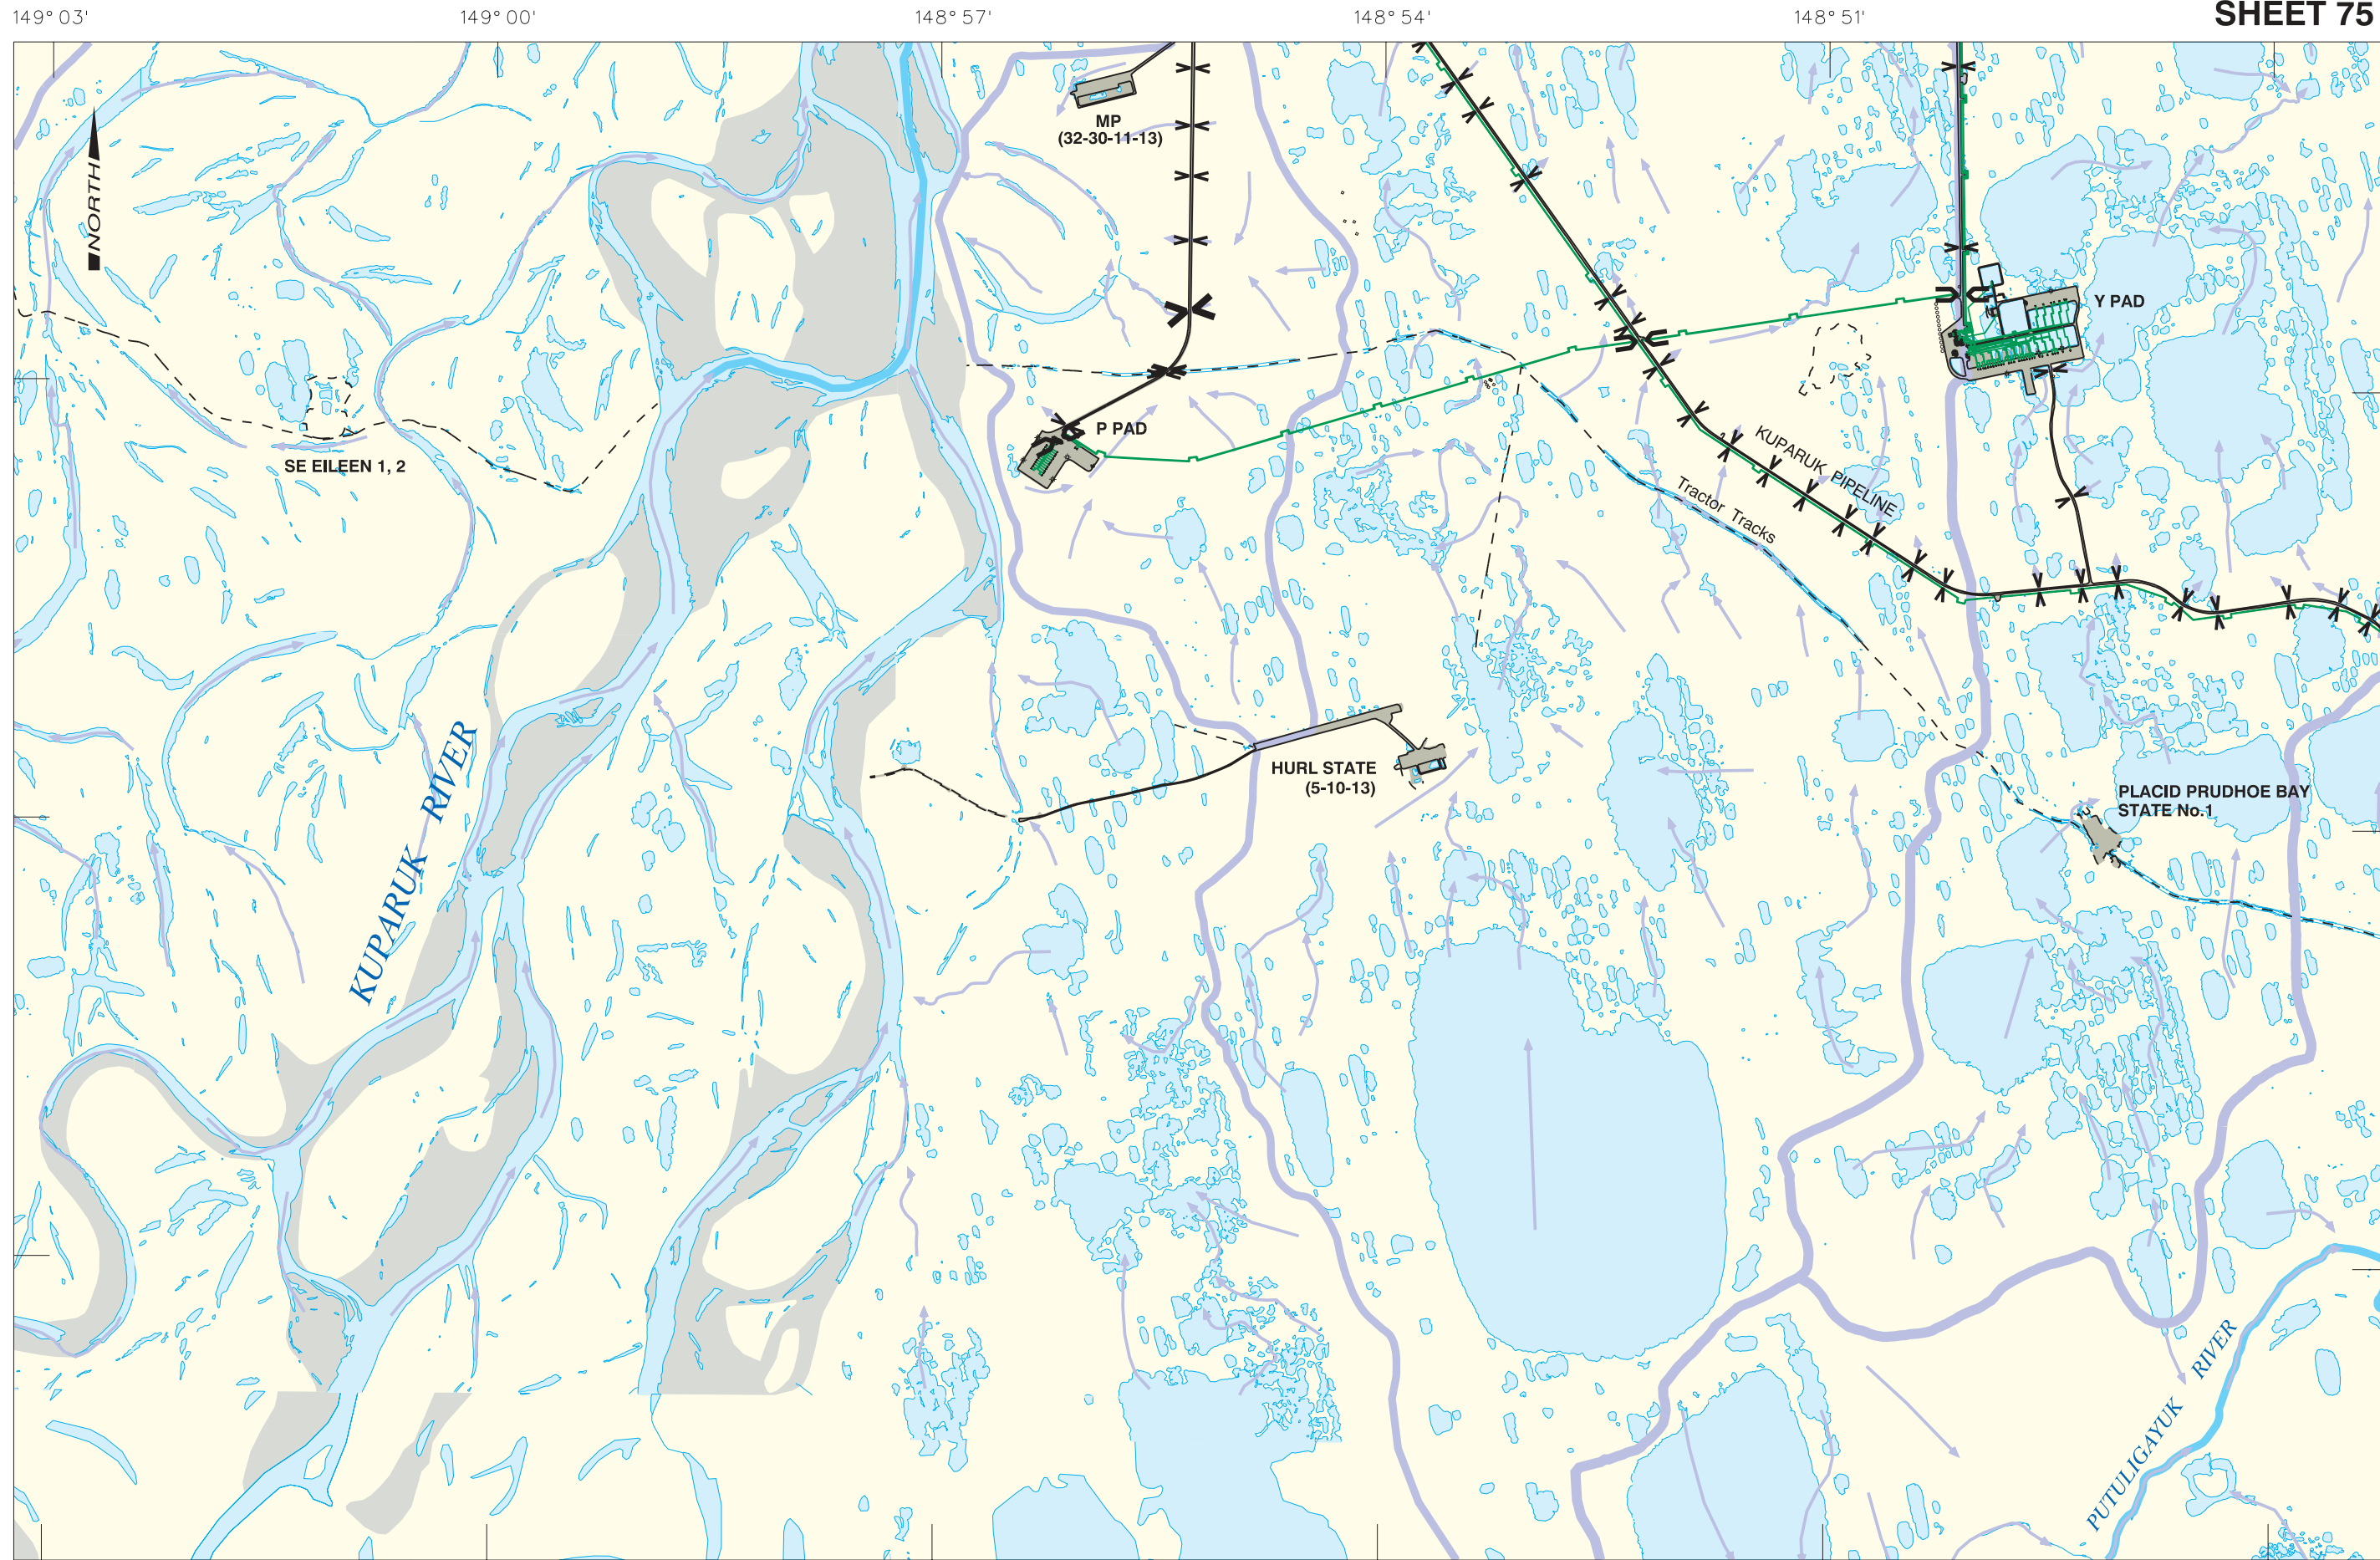 149° 03' 149° 00' 148° 57' 148° 54' 148° 51' SHEET 75
NORTH
MP
(32-30-11-13)
Y PAD
P PAD
SE EILEEN 1, 2
KUPARUK PIPELINE
Tractor Tracks
KUPARUK RIVER
HURL STATE
(5-10-13)
PLACID PRUDHOE BAY
STATE No.1
PUTULIGAYUK RIVER